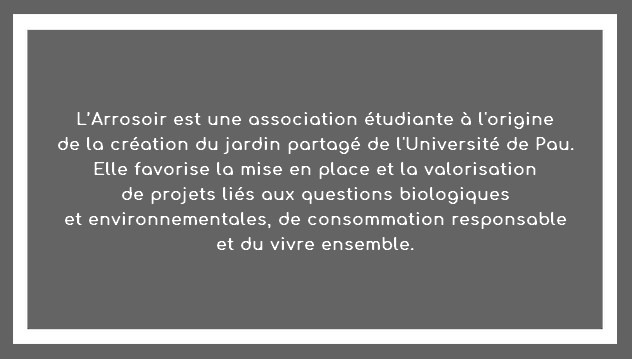 L'Arrosoir est une association étudiante à l'origine
de la création du jardin partagé de l'Université de Pau.
Elle favorise la mise en place et la valorisation
de projets liés aux questions biologiques
et environnementales, de consommation responsable
et du vivre ensemble.